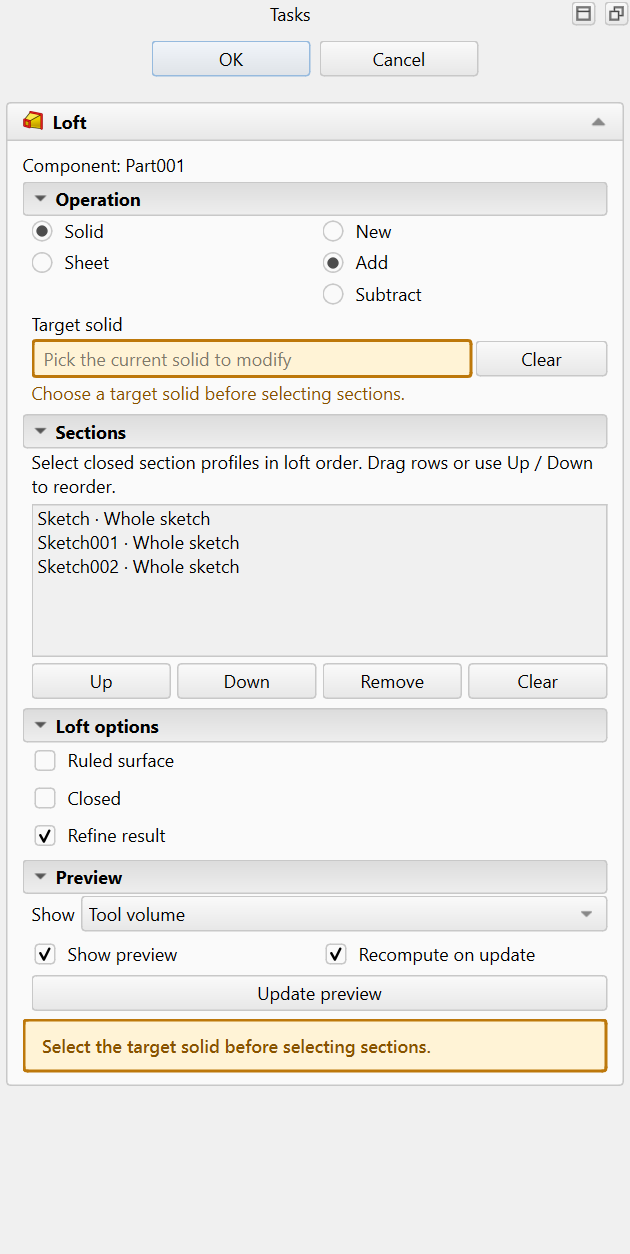 Tasks
OK Cancel
Loft
Component: Part001
Operation
Solid New
Sheet Add
Subtract
Target solid
Pick the current solid to modify Clear
Choose a target solid before selecting sections.
Sections
Select closed section profiles in loft order. Drag rows or use Up / Down
to reorder.
Sketch · Whole sketch
Sketch001 · Whole sketch
Sketch002 · Whole sketch
Up Down Remove Clear
Loft options
Ruled surface
Closed
Refine result
Preview
Show Tool volume
Show preview Recompute on update
Update preview
Select the target solid before selecting sections.